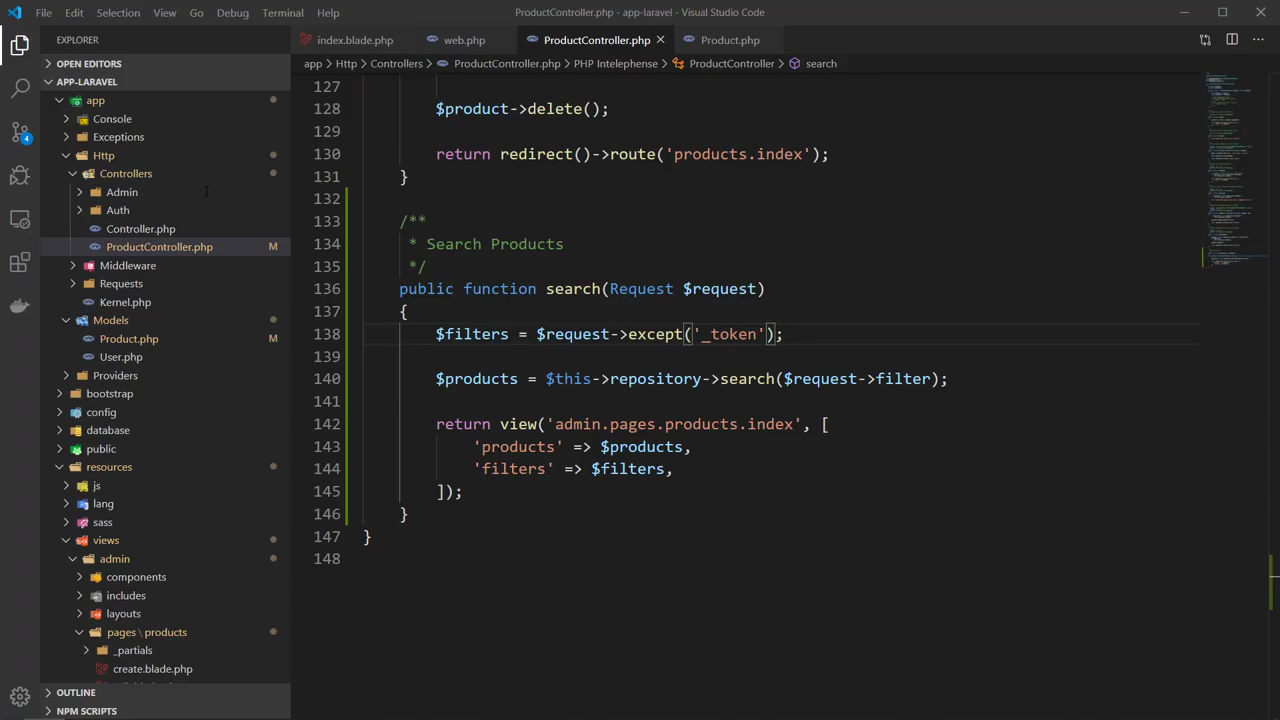 File Edit Selection View Go Debug Terminal Help
ProductController.php - app-laravel - Visual Studio Code
EXPLORER
OPEN EDITORS
APP-LARAVEL
app
Console
Exceptions
Http
Controllers
Admin
Auth
Controller.php
ProductController.php M
Middleware
Requests
Kernel.php
Models
Product.php M
User.php
Providers
bootstrap
config
database
public
resources
js
lang
sass
views
admin
components
includes
layouts
pages \ products
_partials
create.blade.php
OUTLINE
NPM SCRIPTS
4
index.blade.php web.php ProductController.php Product.php
app > Http > Controllers > ProductController.php > PHP Intelephense > ProductController > search
127
128 $product->delete();
129
130 return redirect()->route('products.index');
131 }
132
133 /**
134 * Search Products
135 */
136 public function search(Request $request)
137 {
138 $filters = $request->except('_token');
139
140 $products = $this->repository->search($request->filter);
141
142 return view('admin.pages.products.index', [
143 'products' => $products,
144 'filters' => $filters,
145 ]);
146 }
147 }
148